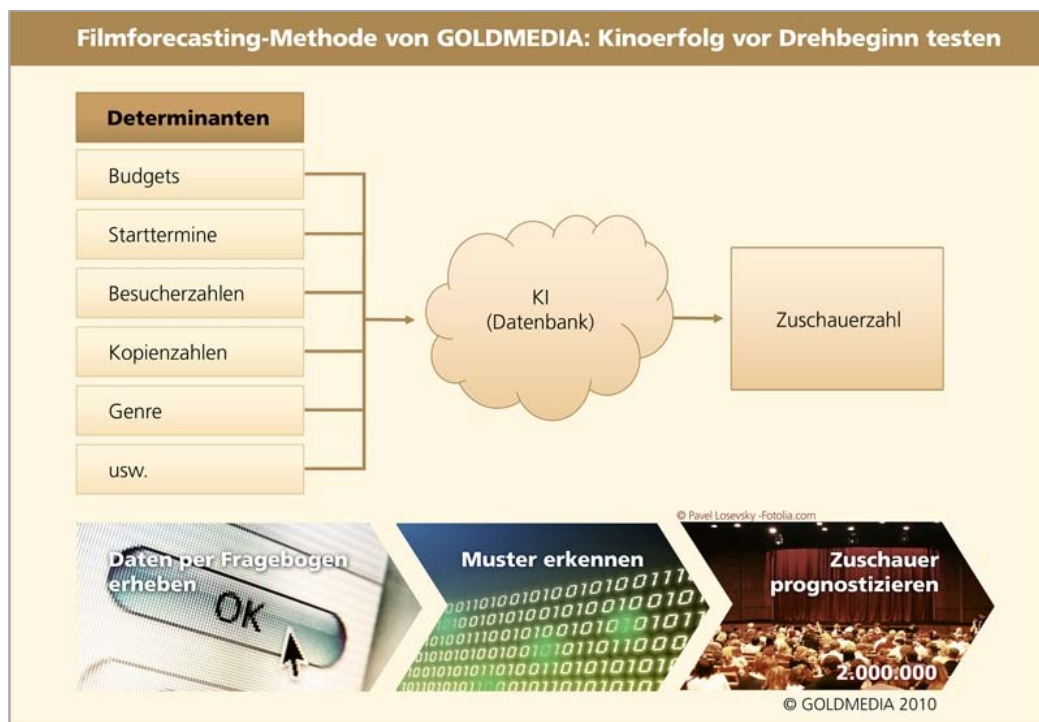 Filmforecasting-Methode von GOLDMEDIA: Kinoerfolg vor Drehbeginn testen
Determinanten
Budgets
Starttermine
Besucherzahlen
Kopienzahlen
Genre
usw.
KI
(Datenbank)
Zuschauerzahl
© Pavel Losevsky -Fotolia.com
Daten per Fragebogen
erheben
OK
Muster erkennen
Zuschauer
prognostizieren
2.000.000
© GOLDMEDIA 2010